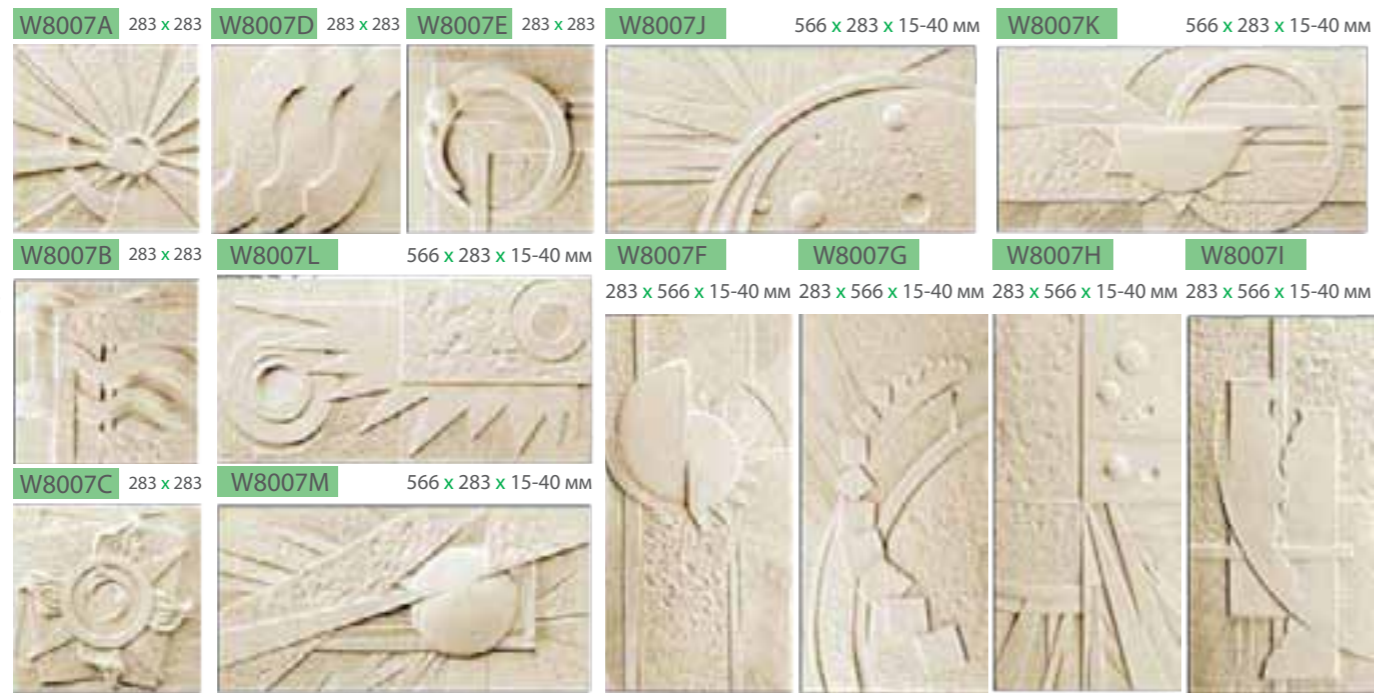 W8007A 283 x 283 W8007D 283 x 283 W8007E 283 x 283 W8007J 566 x 283 x 15-40 мм W8007K 566 x 283 x 15-40 мм
W8007B 283 x 283 W8007L 566 x 283 x 15-40 мм W8007F W8007G W8007H W8007I
283 x 566 x 15-40 мм 283 x 566 x 15-40 мм 283 x 566 x 15-40 мм 283 x 566 x 15-40 мм
W8007C 283 x 283 W8007M 566 x 283 x 15-40 мм